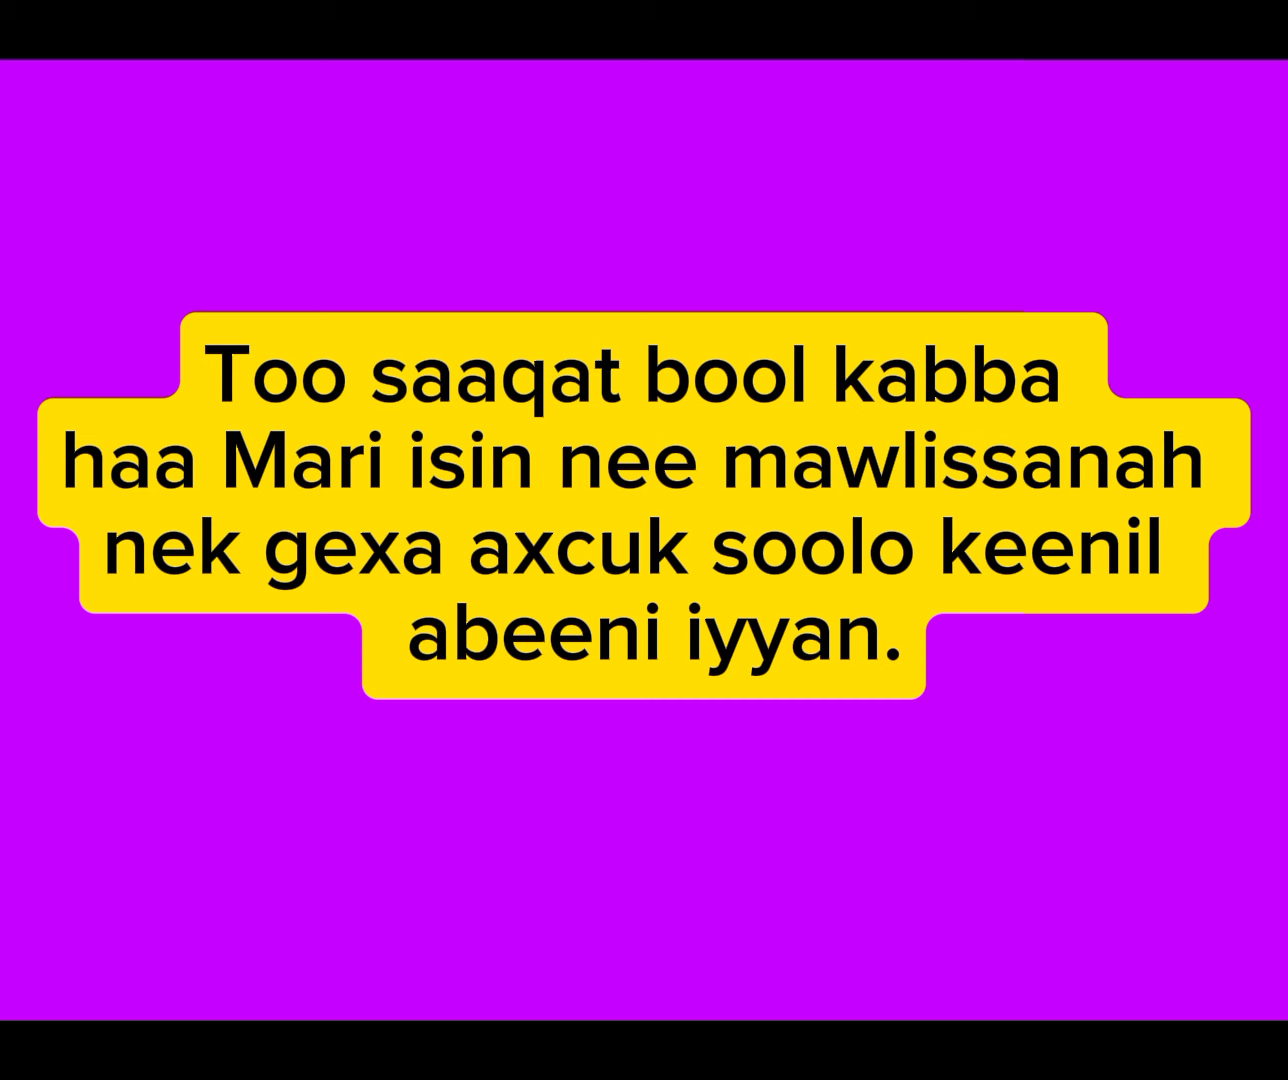 Too saaqat bool kabba
haa Mari isin nee mawlissanah
nek gexa axcuk soolo keenil
abeeni iyyan.